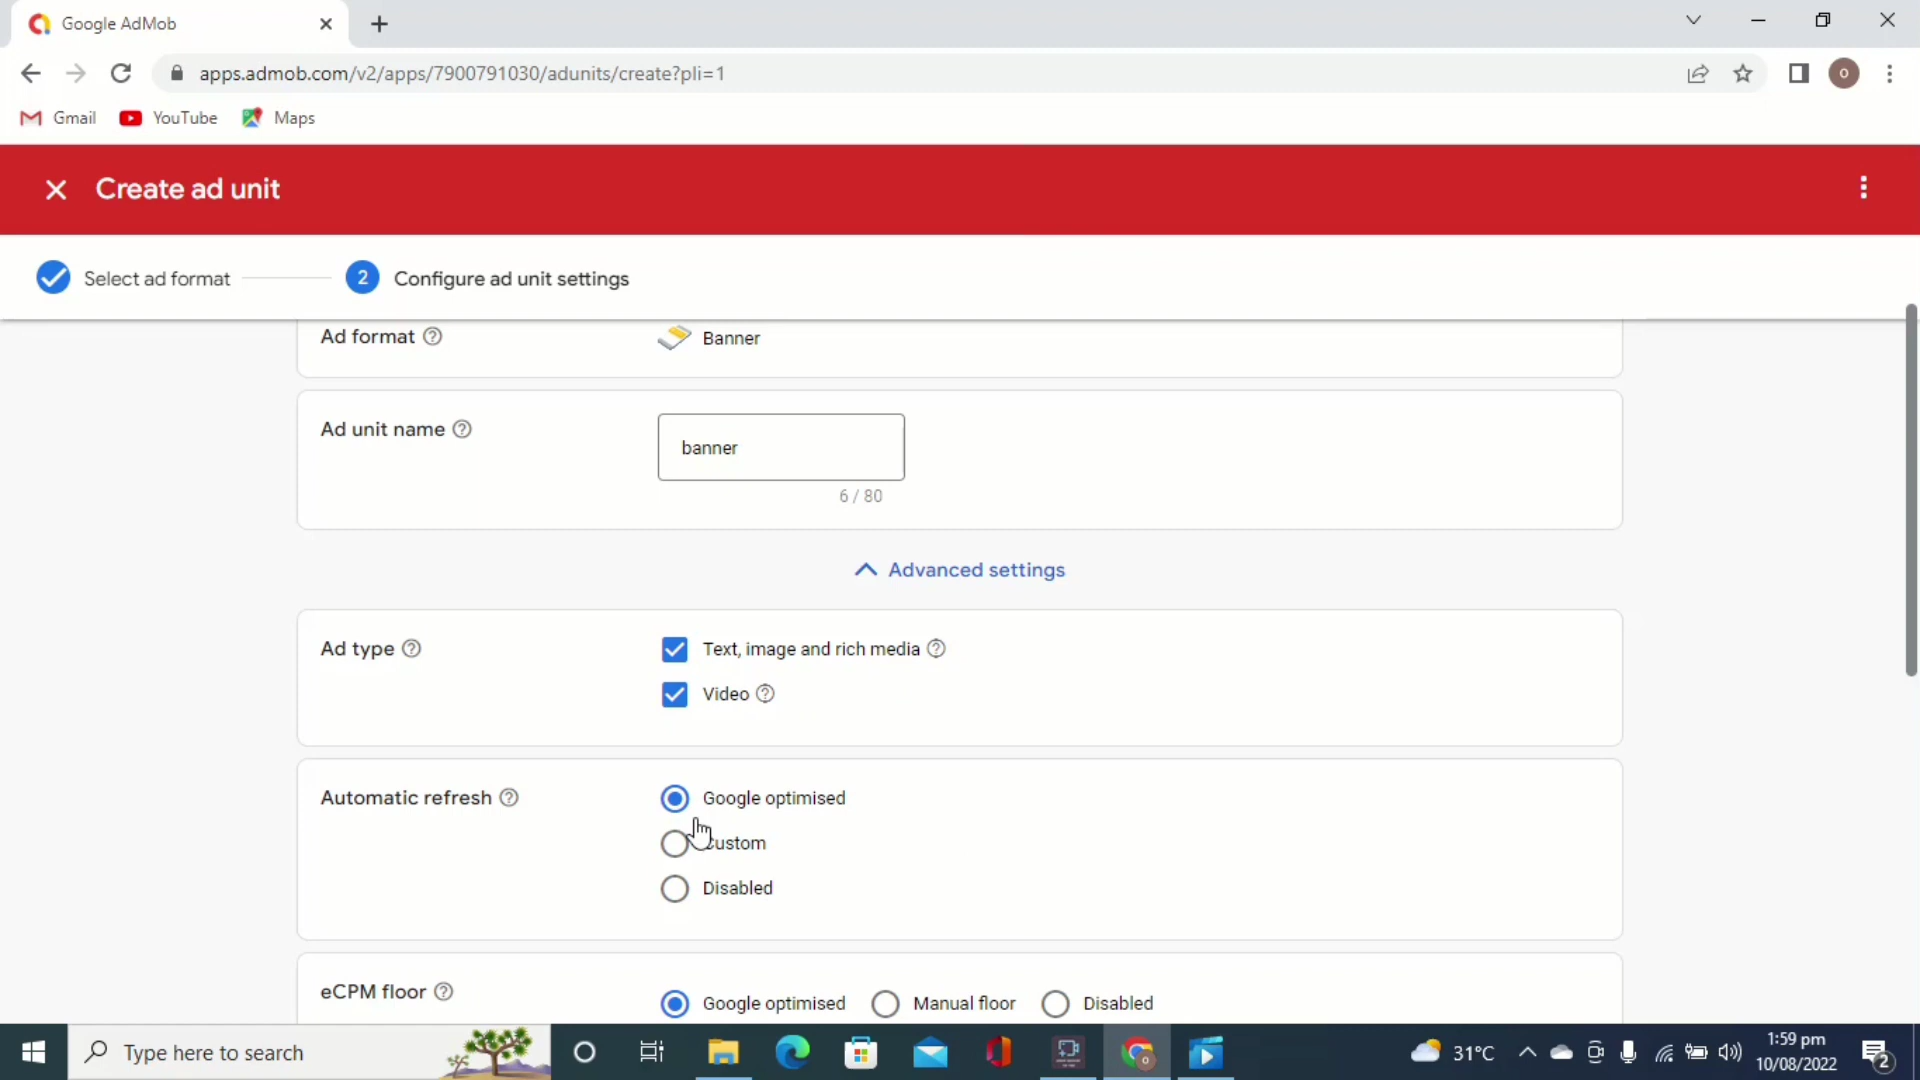 Google AdMob
apps.admob.com/v2/apps/7900791030/adunits/create?pli=1
O
Gmail YouTube Maps
Create ad unit
Select ad format 2 Configure ad unit settings
Ad format Banner
Ad unit name banner
6 / 80
Advanced settings
Ad type Text, image and rich media
Video
Automatic refresh Google optimised
Custom
Disabled
eCPM floor Google optimised Manual floor Disabled
Type here to search
31°C
1:59 pm
10/08/2022
2